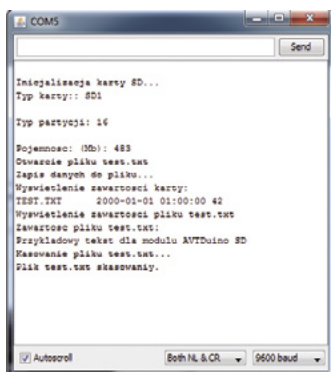 COM5
Send
Inicjalizacja karty SD...
Typ karty:: SD1
Typ partycji: 16
Pojemnosc: (Mb): 483
Otwarcie pliku test.txt
Zapis danych do pliku...
Wyswietlenie zawartosci karty:
TEST.TXT 2000-01-01 01:00:00 42
Wyswietlenie zawartosci pliku test.txt
Zawartosc pliku test.txt:
Przykladowy tekst dla modulu AVTDuino SD
Kasowanie pliku test.txt...
Plik test.txt skasowaniy.
Autoscroll
Both NL & CR
9600 baud